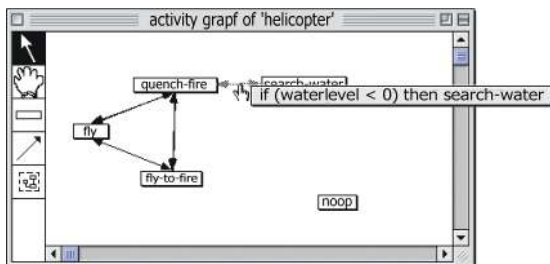 activity grapf of 'helicopter'
quench-fire
search-water
if (waterlevel < 0) then search-water
fly
fly-to-fire
noop